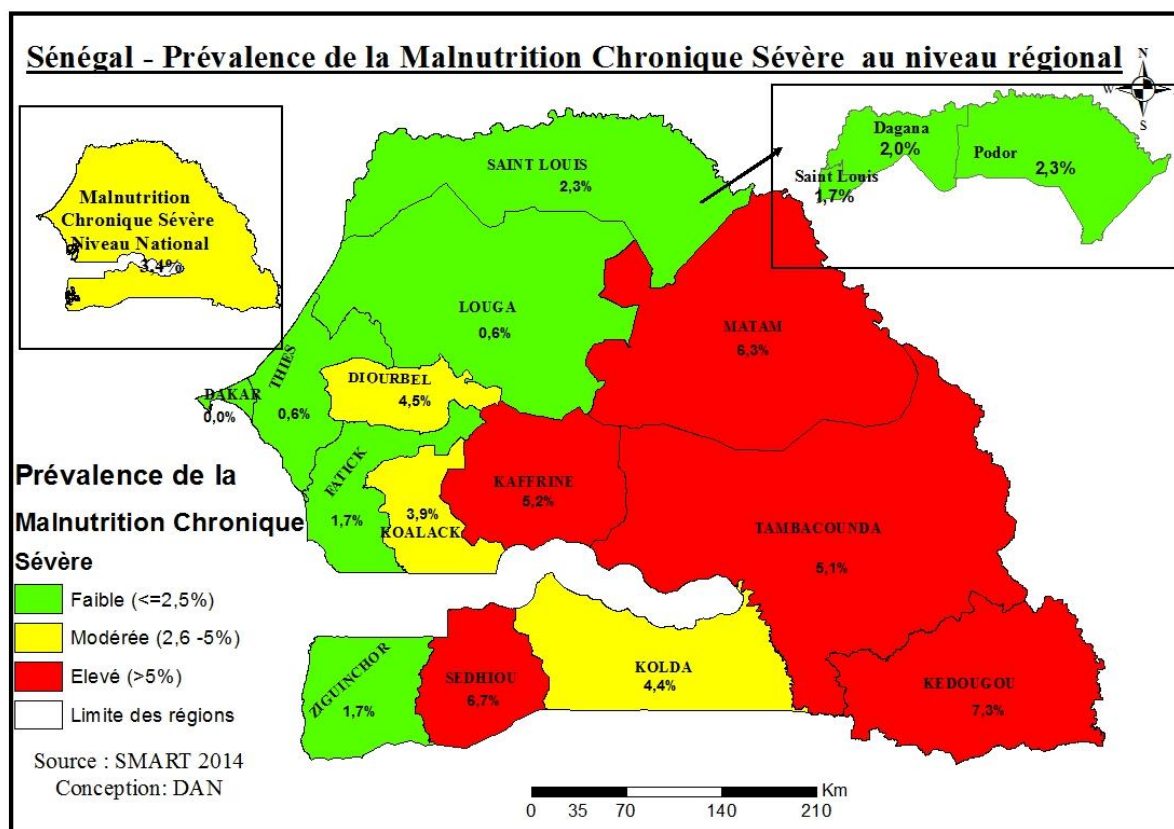 Sénégal - Prévalence de la Malnutrition Chronique Sévère au niveau régional
N
W
S
Malnutrition
Chronique Sévère
Niveau National
3.4%
Dagana
2,0%
Podor
2,3%
Saint Louis
1,7%
SAINT LOUIS
2,3%
LOUGA
0,6%
MATAM
6,3%
THIES
0,6%
DIOURBEL
4,5%
DAKAR
0,0%
FATICK
1,7%
3,9%
KOALACK
KAFFRINE
5,2%
TAMBACOUNDA
5,1%
ZIGUINCHOR
1,7%
SEDHIOU
6,7%
KOLDA
4,4%
KEDOUGOU
7,3%
Prévalence de la
Malnutrition Chronique
Sévère
Faible (<=2,5%)
Modérée (2,6 -5%)
Elevé (>5%)
Limite des régions
Source : SMART 2014
Conception: DAN
Km
0 35 70 140 210